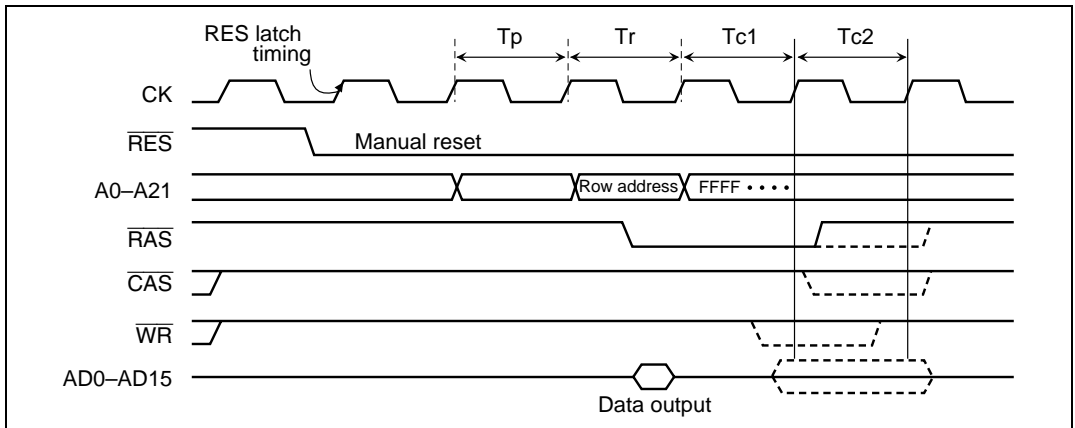 RES latch
timing
Tp Tr Tc1 Tc2
CK
RES Manual reset
A0–A21 Row address FFFF • • • •
RAS
CAS
WR
AD0–AD15
Data output